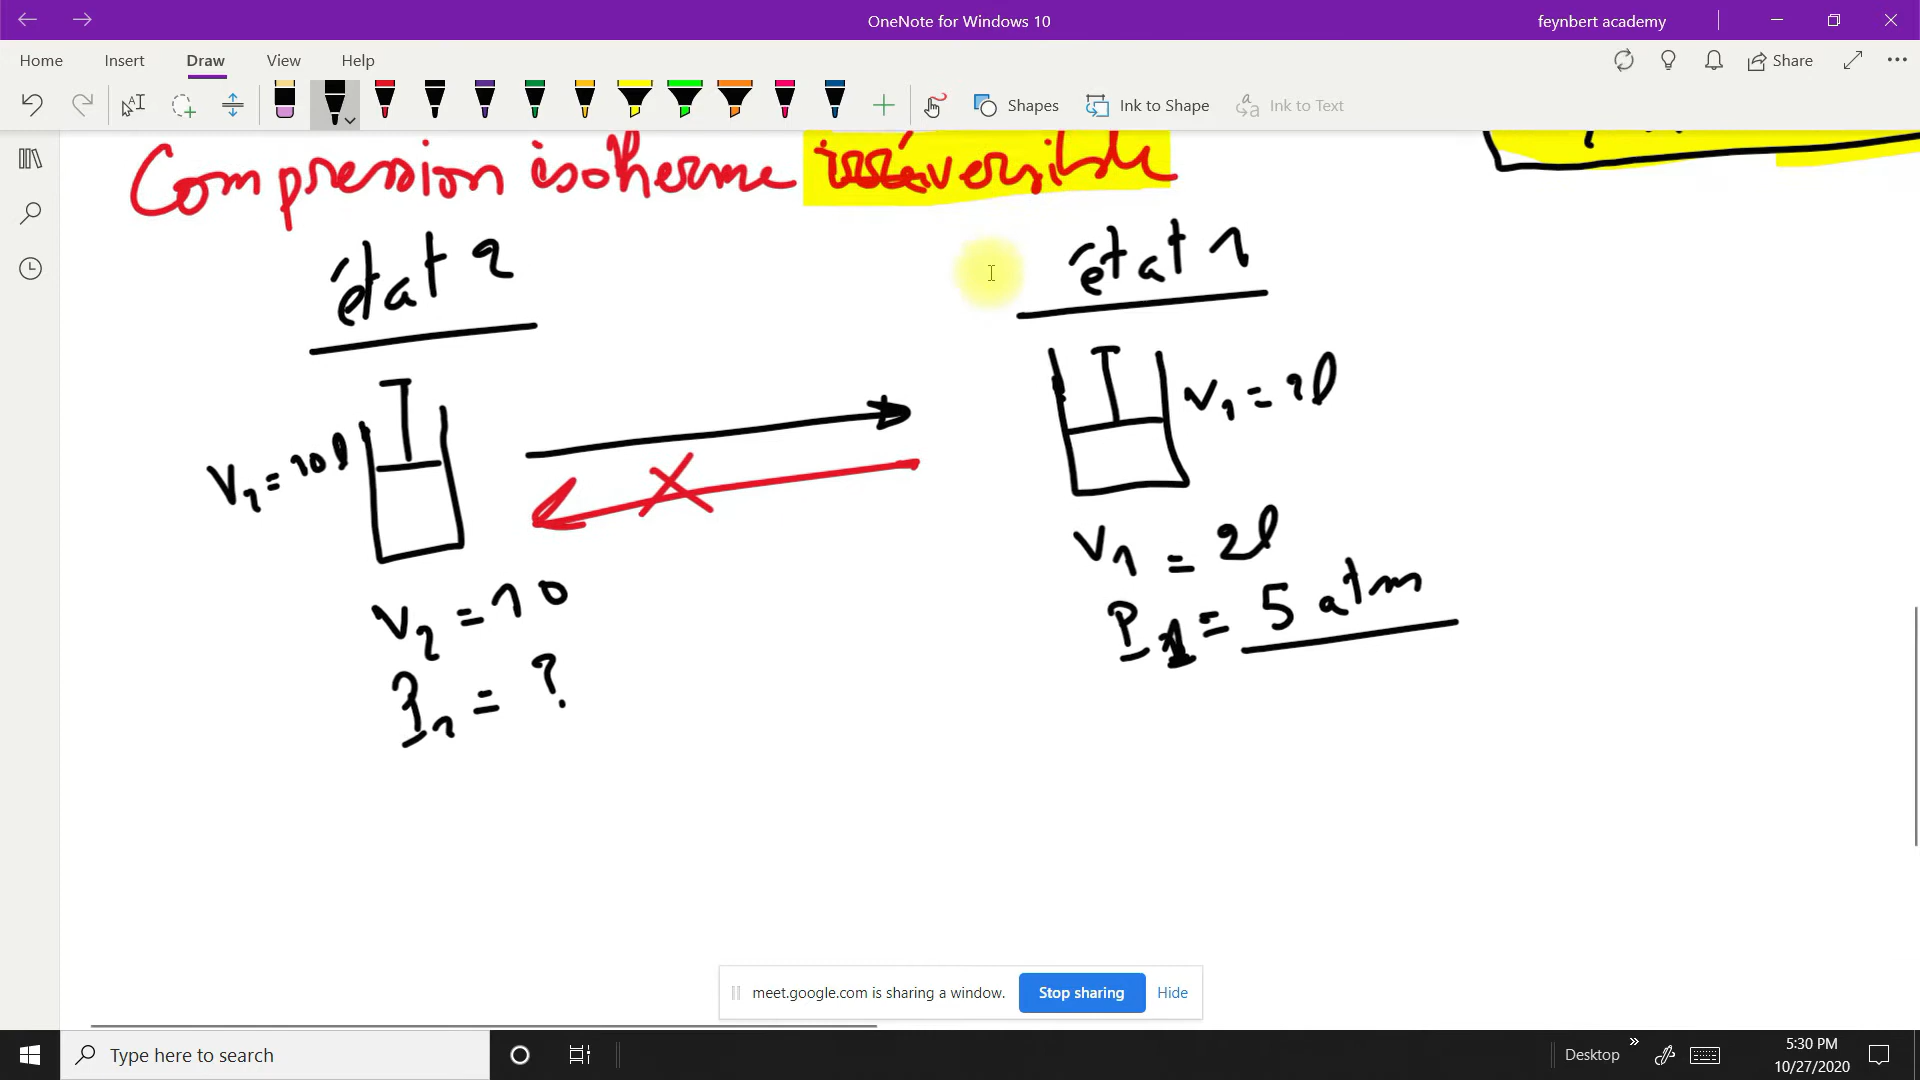 OneNote for Windows 10
feynbert academy
Home Insert Draw View Help
Share
Shapes
Ink to Shape
Ink to Text
Compression isotherme irréversible
état 2
état 1
V₂ = 10 l
V₁ = 2l
V₂ = 10
V₁ = 2l
P₁ = 5 atm
= ?
meet.google.com is sharing a window.
Stop sharing
Hide
Type here to search
Desktop
5:30 PM
10/27/2020